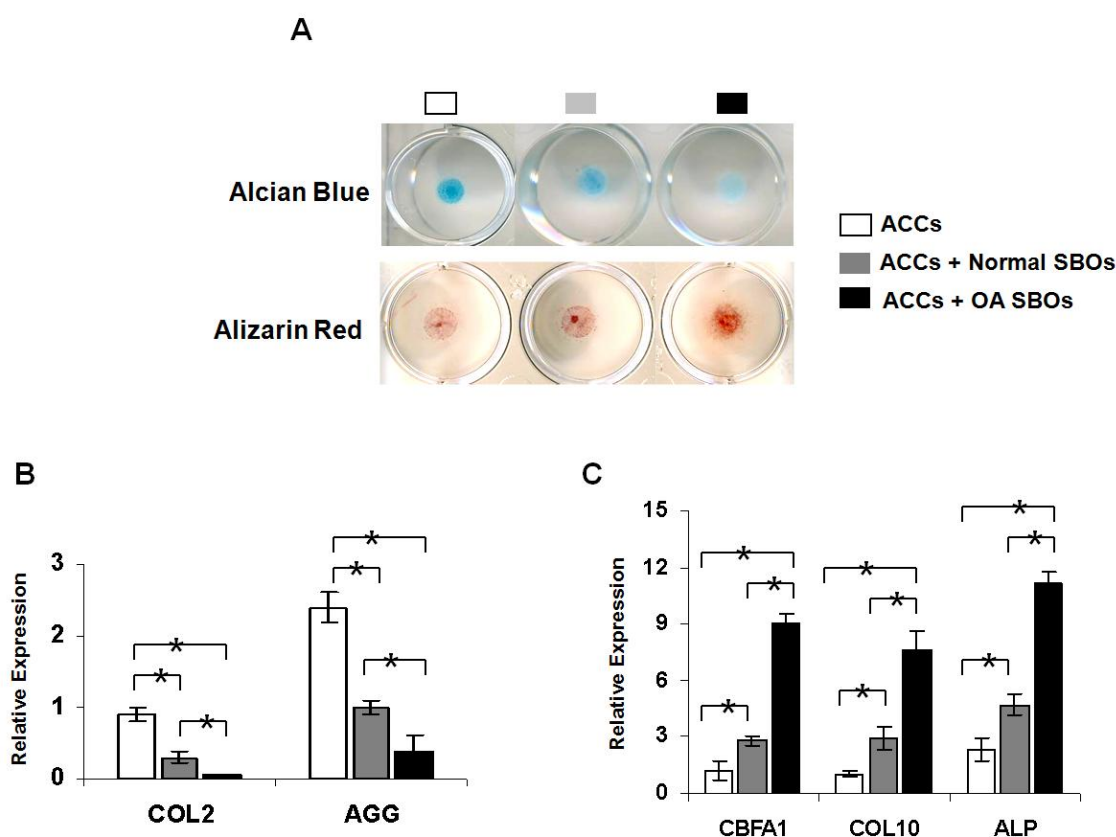 A
Alcian Blue
Alizarin Red
ACCs
ACCs + Normal SBOs
ACCs + OA SBOs
B
Relative Expression
3
2
1
0
*
*
*
*
*
*
COL2
AGG
C
Relative Expression
15
12
9
6
3
0
*
*
*
*
*
*
*
*
*
CBFA1
COL10
ALP